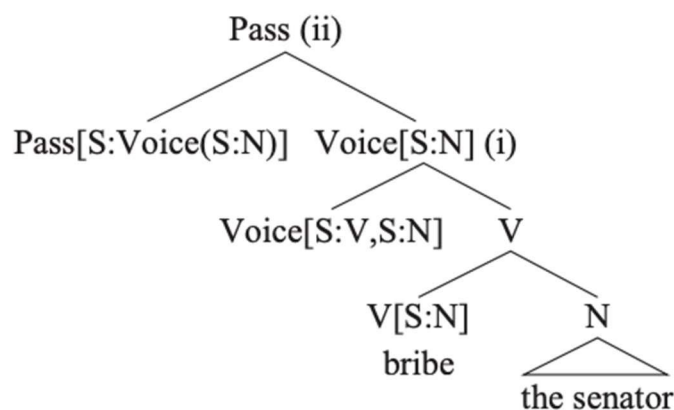 Pass (ii)
Pass[S:Voice(S:N)] Voice[S:N] (i)
Voice[S:V,S:N] V
V[S:N] N
bribe
the senator